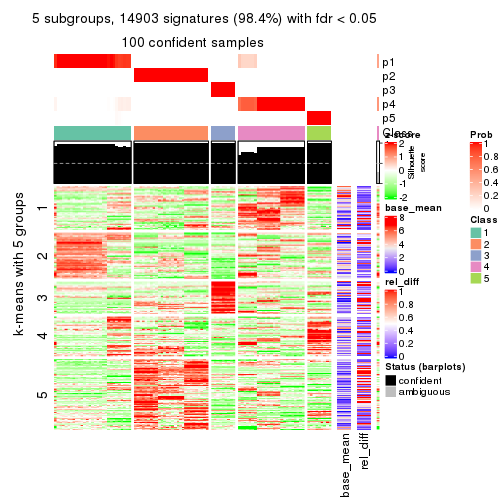 5 subgroups, 14903 signatures (98.4%) with fdr < 0.05
100 confident samples
p1
p2
p3
p4
p5
Class
z-score
2
1
0
-1
-2
Silhouette
score
Prob
1
0.8
0.6
0.4
0.2
0
base_mean
8
6
4
2
0
Class
1
2
3
4
5
rel_diff
1
0.8
0.6
0.4
0.2
0
Status (barplots)
confident
ambiguous
k-means with 5 groups
1
2
3
4
5
base_mean
rel_diff